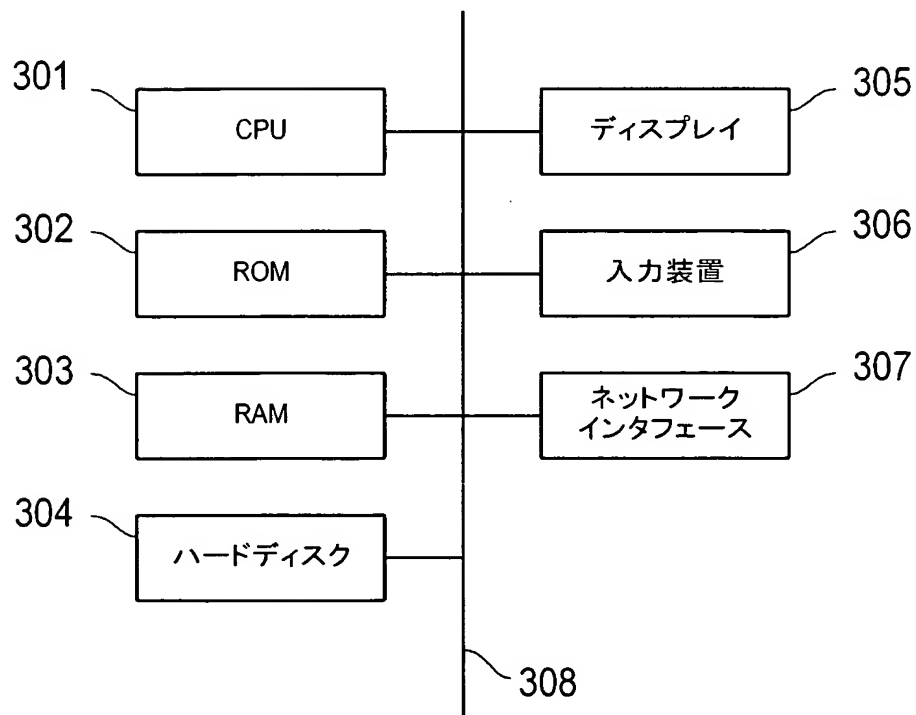 301
CPU
305
ディスプレイ
302
ROM
306
入力装置
303
RAM
307
ネットワーク
インタフェース
304
ハードディスク
308